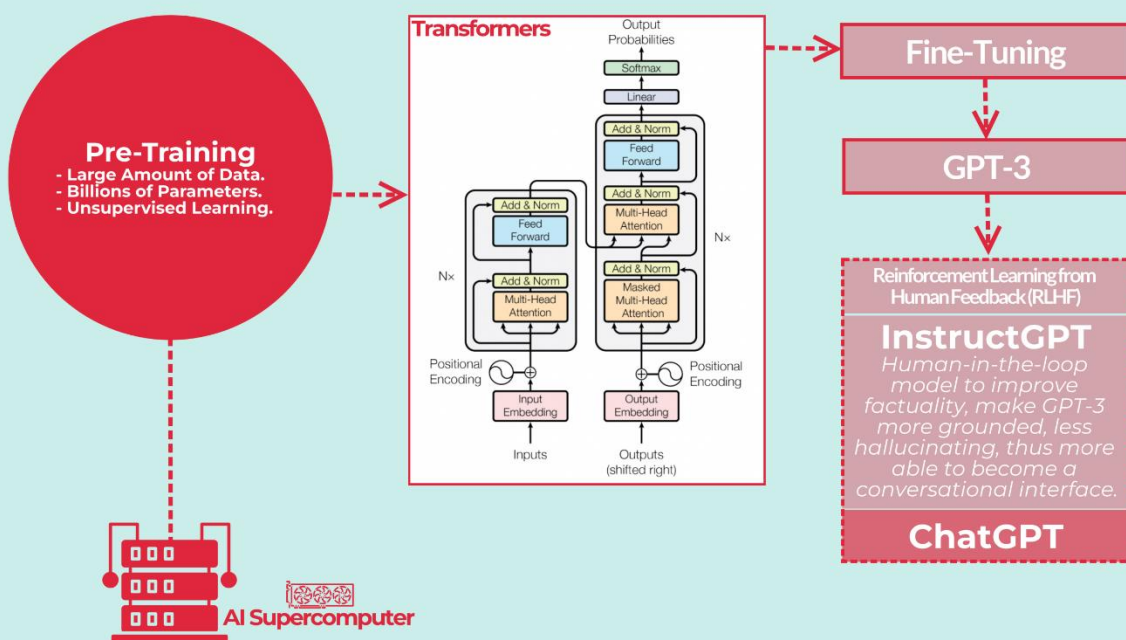 Pre-Training
- Large Amount of Data.
- Billions of Parameters.
- Unsupervised Learning.
AI Supercomputer
Transformers
Output
Probabilities
Softmax
Linear
Add & Norm
Feed
Forward
Add & Norm
Multi-Head
Attention
Nx
Add & Norm
Masked
Multi-Head
Attention
Add & Norm
Feed
Forward
Nx
Add & Norm
Multi-Head
Attention
Positional
Encoding
Positional
Encoding
Input
Embedding
Output
Embedding
Inputs
Outputs
(shifted right)
Fine-Tuning
GPT-3
Reinforcement Learning from
Human Feedback (RLHF)
InstructGPT
Human-in-the-loop
model to improve
factuality, make GPT-3
more grounded, less
hallucinating, thus more
able to become a
conversational interface.
ChatGPT